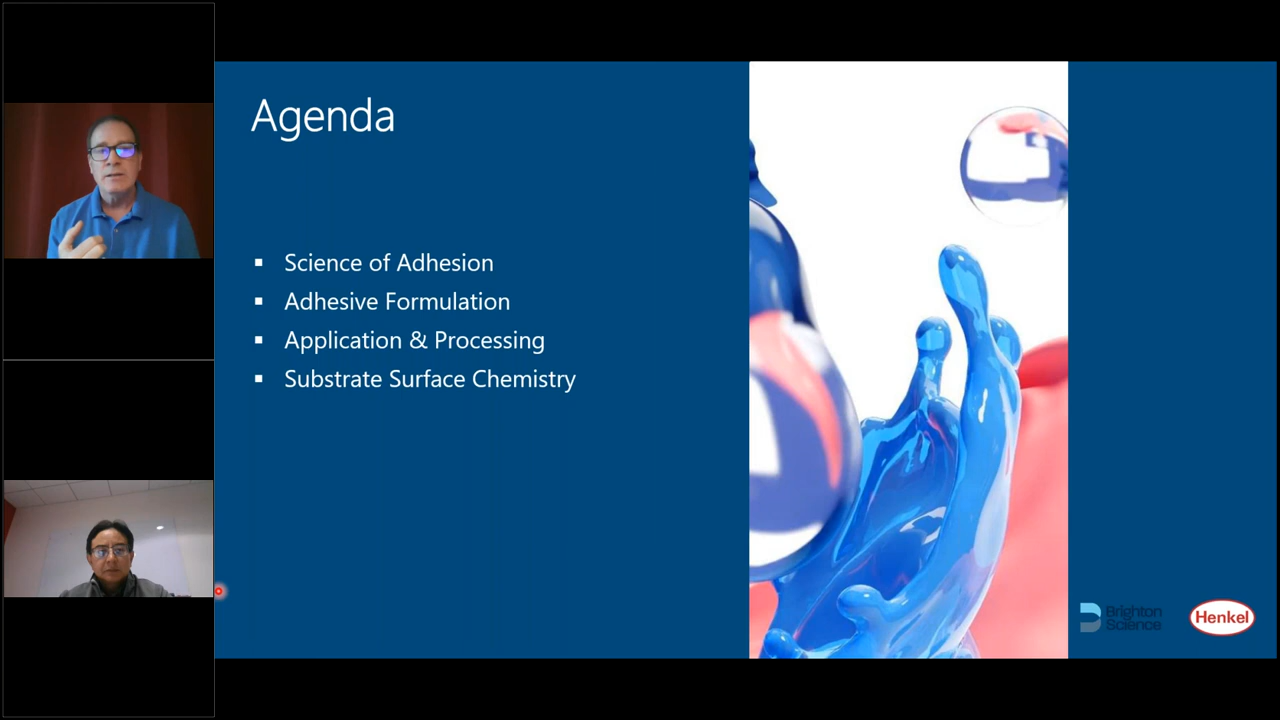 Agenda
▪ Science of Adhesion
▪ Adhesive Formulation
▪ Application & Processing
▪ Substrate Surface Chemistry
Brighton
Science
Henkel